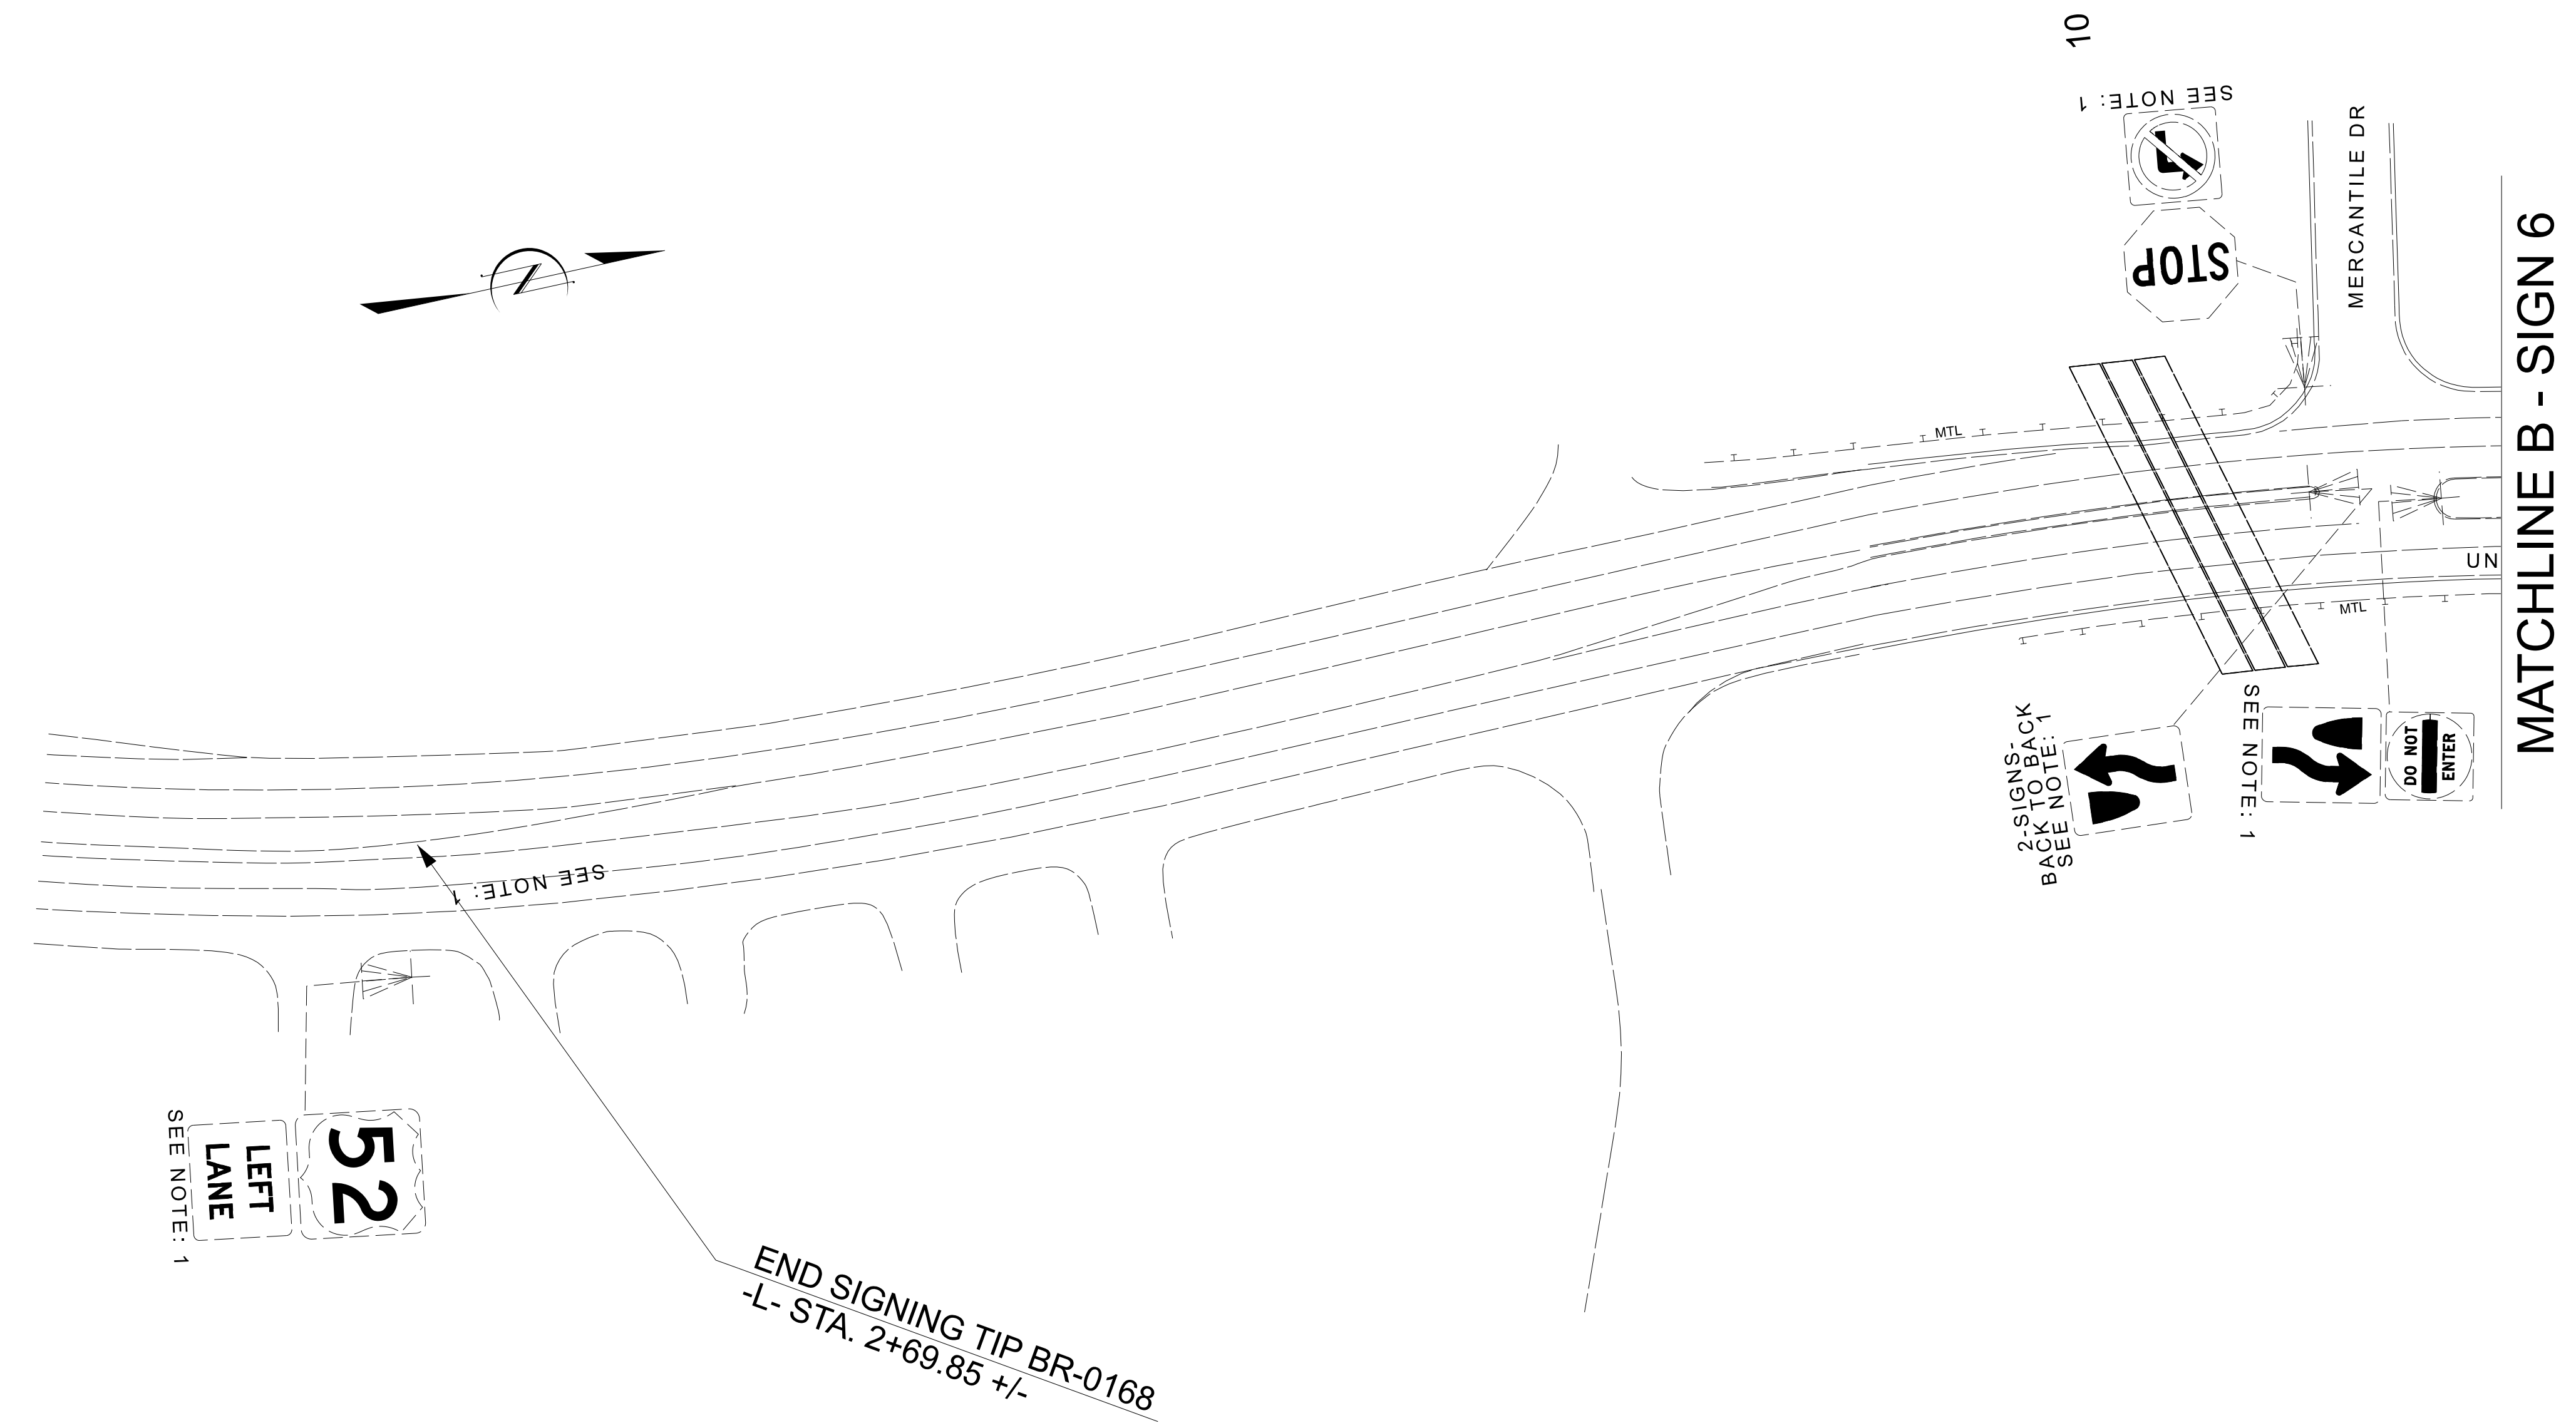 10
SEE NOTE: 1
STOP
MERCANTILE DR
MATCHLINE B - SIGN 6
N
MTL
UN
MTL
2-SIGNS-
BACK TO BACK
SEE NOTE: 1
SEE NOTE: 1
DO NOT
ENTER
SEE NOTE: 1
SEE NOTE: 1
LEFT
LANE
52
END SIGNING TIP BR-0168
-L- STA. 2+69.85 +/-